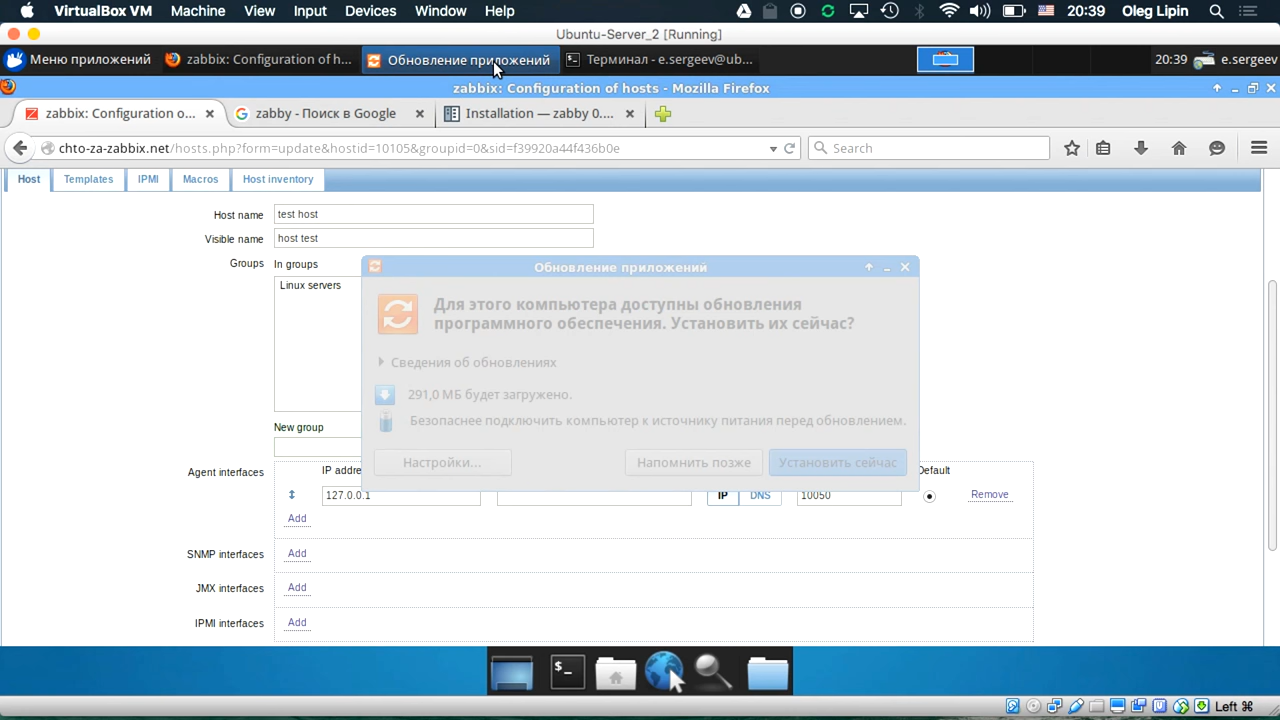 VirtualBox VM Machine View Input Devices Window Help 20:39 Oleg Lipin
Ubuntu-Server_2 [Running]
Меню приложений zabbix: Configuration of h... Обновление приложений Терминал - e.sergeev@ub... 20:39 e.sergeev
zabbix: Configuration of hosts - Mozilla Firefox
zabbix: Configuration o... zabby - Поиск в Google Installation — zabby 0....
chto-za-zabbix.net/hosts.php?form=update&hostid=10105&groupid=0&sid=f39920a44f436b0e Search
Host Templates IPMI Macros Host inventory
Host name test host
Visible name host test
Groups In groups
Linux servers
Обновление приложений
Для этого компьютера доступны обновления
программного обеспечения. Установить их сейчас?
Сведения об обновлениях
291,0 МБ будет загружено.
Безопаснее подключить компьютер к источнику питания перед обновлением.
Настройки... Напомнить позже Установить сейчас
New group
Agent interfaces IP addre Default
127.0.0.1 IP DNS 10050 Remove
Add
SNMP interfaces Add
JMX interfaces Add
IPMI interfaces Add
Left ⌘